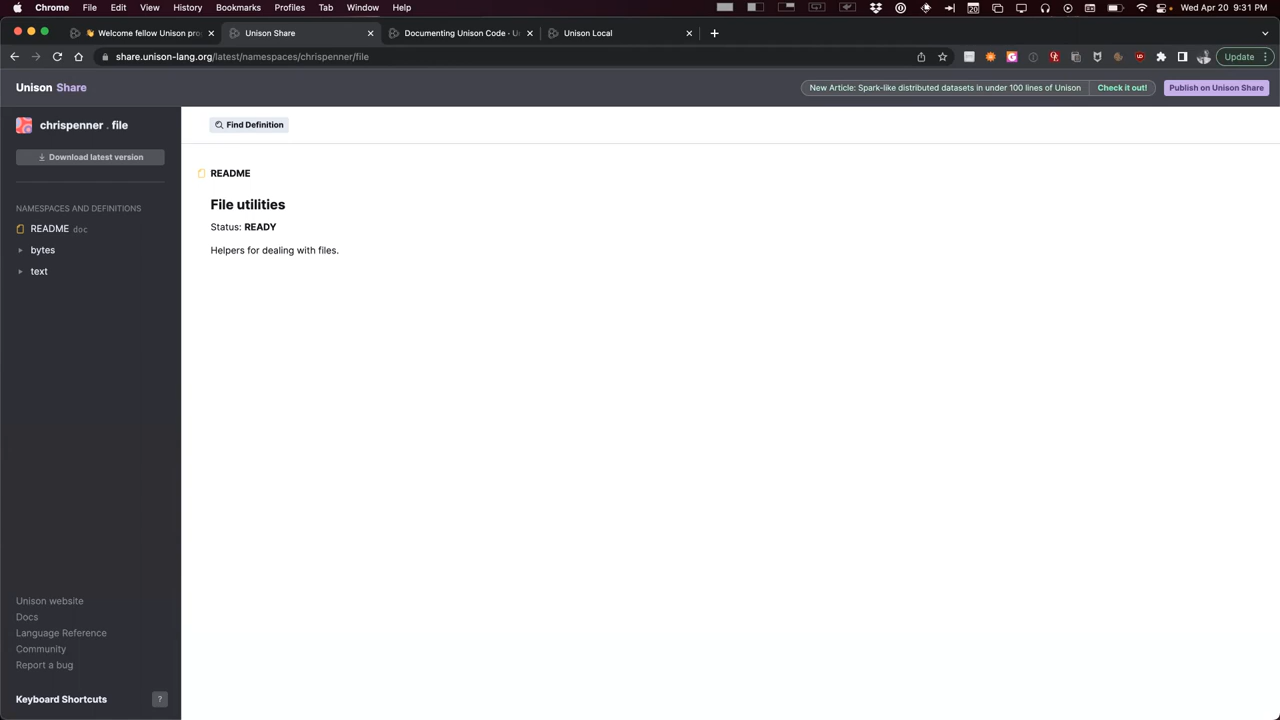 Chrome File Edit View History Bookmarks Profiles Tab Window Help Wed Apr 20 9:31 PM
👋 Welcome fellow Unison pro
Unison Share
Documenting Unison Code · U
Unison Local
share.unison-lang.org/latest/namespaces/chrispenner/file
Update
Unison Share
New Article: Spark-like distributed datasets in under 100 lines of Unison
Check it out!
Publish on Unison Share
chrispenner . file
Download latest version
NAMESPACES AND DEFINITIONS
README doc
bytes
text
Unison website
Docs
Language Reference
Community
Report a bug
Keyboard Shortcuts ?
Find Definition
README
File utilities
Status: READY
Helpers for dealing with files.